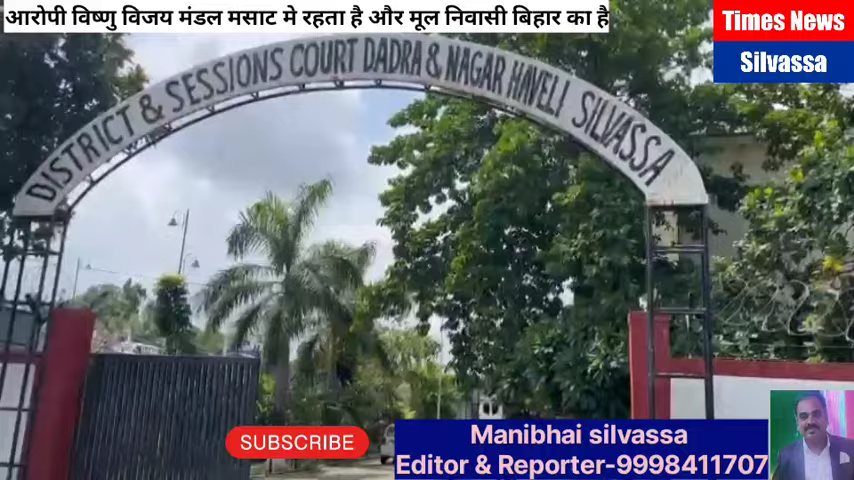 आरोपी विष्णु विजय मंडल मसाट मे रहता है और मूल निवासी बिहार का है
Times News
Silvassa
DISTRICT & SESSIONS COURT DADRA & NAGAR HAVELI SILVASSA
SUBSCRIBE
Manibhai silvassa
Editor & Reporter-9998411707